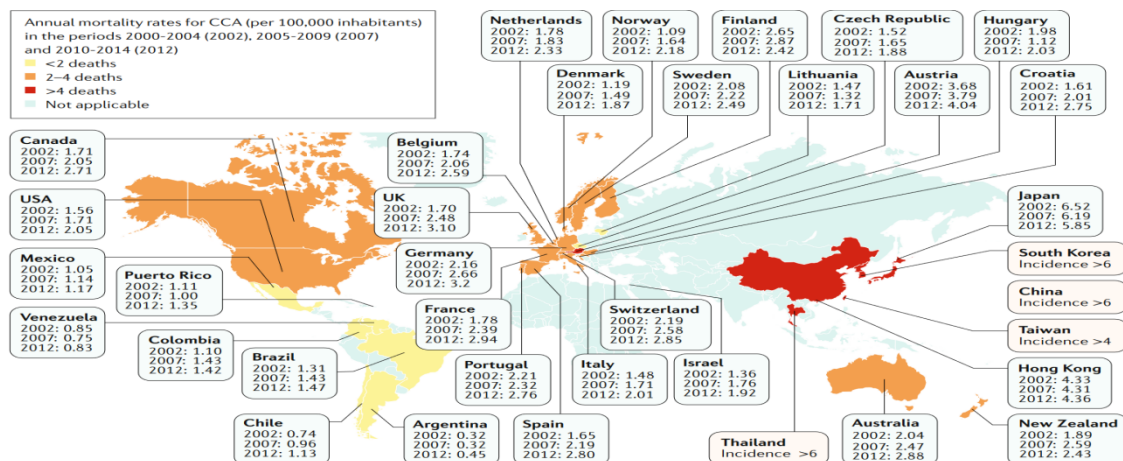 Annual mortality rates for CCA (per 100,000 inhabitants)
in the periods 2000-2004 (2002), 2005-2009 (2007)
and 2010-2014 (2012)
<2 deaths
2–4 deaths
>4 deaths
Not applicable
Netherlands
2002: 1.78
2007: 1.83
2012: 2.33
Norway
2002: 1.09
2007: 1.64
2012: 2.18
Finland
2002: 2.65
2007: 2.87
2012: 2.42
Czech Republic
2002: 1.52
2007: 1.65
2012: 1.88
Hungary
2002: 1.98
2007: 1.12
2012: 2.03
Denmark
2002: 1.19
2007: 1.49
2012: 1.87
Sweden
2002: 2.08
2007: 2.22
2012: 2.49
Lithuania
2002: 1.47
2007: 1.32
2012: 1.71
Austria
2002: 3.68
2007: 3.79
2012: 4.04
Croatia
2002: 1.61
2007: 2.01
2012: 2.75
Canada
2002: 1.71
2007: 2.05
2012: 2.71
Belgium
2002: 1.74
2007: 2.06
2012: 2.59
USA
2002: 1.56
2007: 1.71
2012: 2.05
UK
2002: 1.70
2007: 2.48
2012: 3.10
Japan
2002: 6.52
2007: 6.19
2012: 5.85
Mexico
2002: 1.05
2007: 1.14
2012: 1.17
Puerto Rico
2002: 1.11
2007: 1.00
2012: 1.35
Germany
2002: 2.16
2007: 2.66
2012: 3.2
South Korea
Incidence >6
China
Incidence >6
Venezuela
2002: 0.85
2007: 0.75
2012: 0.83
Colombia
2002: 1.10
2007: 1.43
2012: 1.42
France
2002: 1.78
2007: 2.39
2012: 2.94
Switzerland
2002: 2.19
2007: 2.58
2012: 2.85
Taiwan
Incidence >4
Brazil
2002: 1.31
2007: 1.43
2012: 1.47
Portugal
2002: 2.21
2007: 2.32
2012: 2.76
Italy
2002: 1.48
2007: 1.71
2012: 2.01
Israel
2002: 1.36
2007: 1.76
2012: 1.92
Hong Kong
2002: 4.33
2007: 4.31
2012: 4.36
Chile
2002: 0.74
2007: 0.96
2012: 1.13
Argentina
2002: 0.32
2007: 0.32
2012: 0.45
Spain
2002: 1.65
2007: 2.19
2012: 2.80
Thailand
Incidence >6
Australia
2002: 2.04
2007: 2.47
2012: 2.88
New Zealand
2002: 1.89
2007: 2.59
2012: 2.43